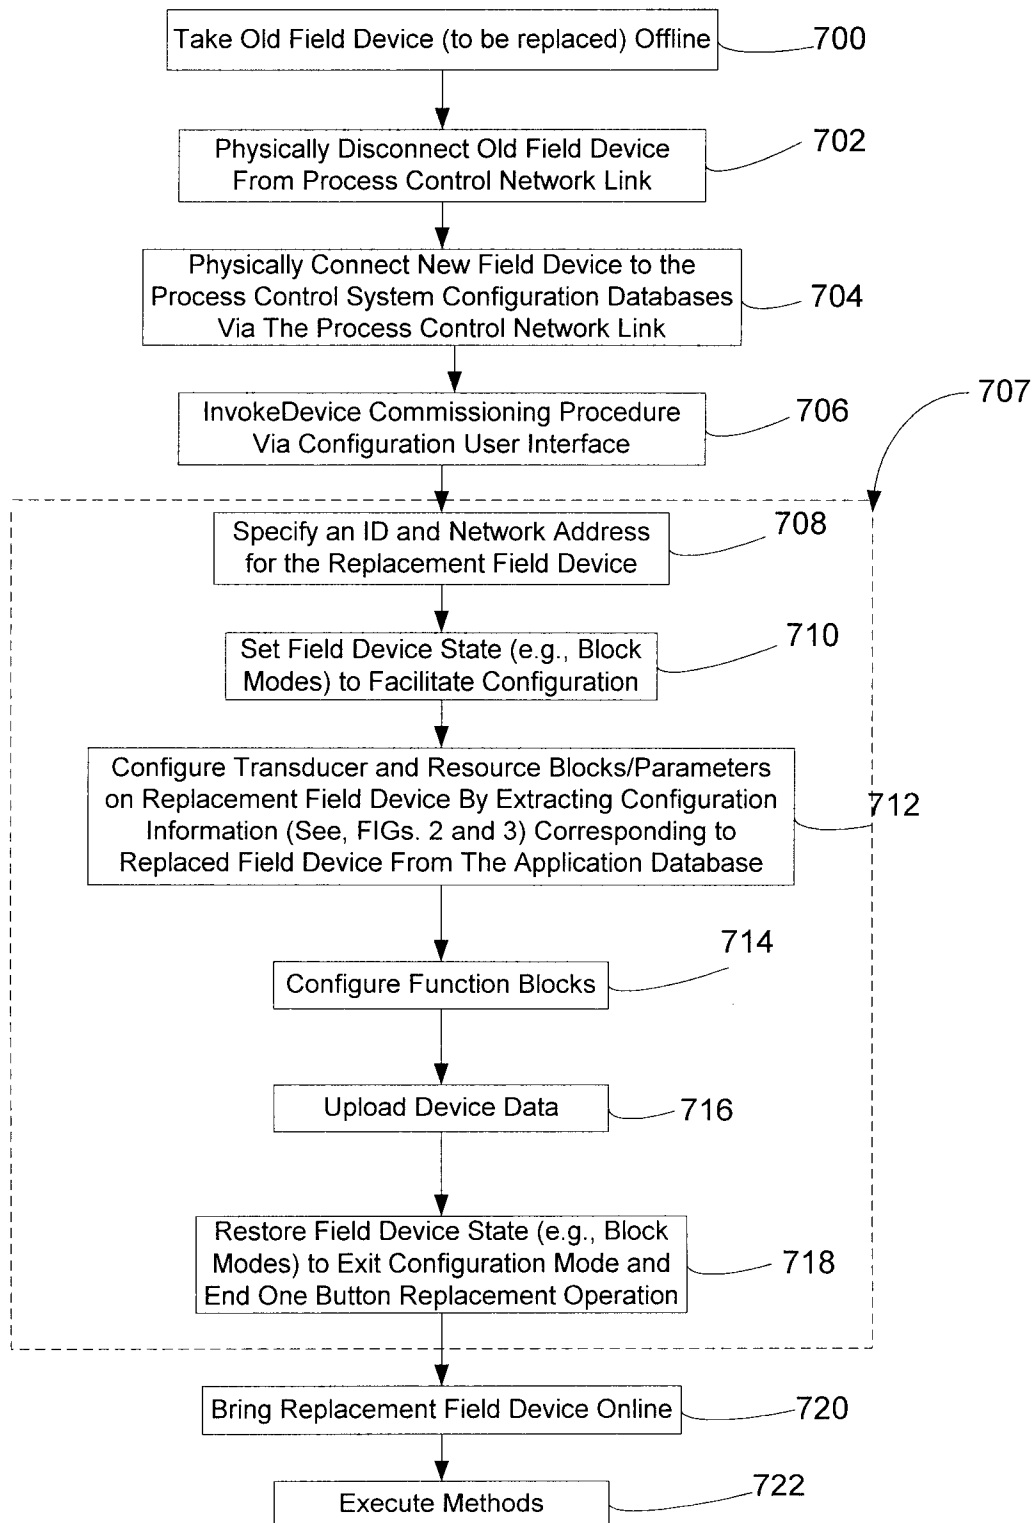 Take Old Field Device (to be replaced) Offline
700
Physically Disconnect Old Field Device
From Process Control Network Link
702
Physically Connect New Field Device to the
Process Control System Configuration Databases
Via The Process Control Network Link
704
InvokeDevice Commissioning Procedure
Via Configuration User Interface
706
707
Specify an ID and Network Address
for the Replacement Field Device
708
Set Field Device State (e.g., Block
Modes) to Facilitate Configuration
710
Configure Transducer and Resource Blocks/Parameters
on Replacement Field Device By Extracting Configuration
Information (See, FIGs. 2 and 3) Corresponding to
Replaced Field Device From The Application Database
712
Configure Function Blocks
714
Upload Device Data
716
Restore Field Device State (e.g., Block
Modes) to Exit Configuration Mode and
End One Button Replacement Operation
718
Bring Replacement Field Device Online
720
Execute Methods
722